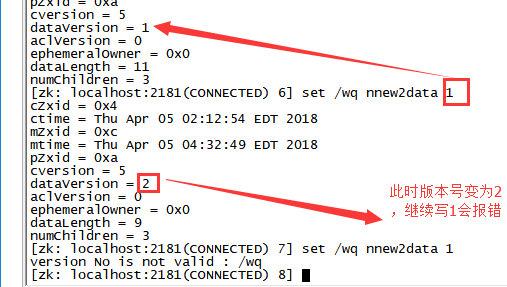 pZxid = 0xa
cversion = 5
dataVersion = 1
aclVersion = 0
ephemeralOwner = 0x0
dataLength = 11
numChildren = 3
[zk: localhost:2181(CONNECTED) 6] set /wq nnew2data 1
cZxid = 0x4
ctime = Thu Apr 05 02:12:54 EDT 2018
mZxid = 0xc
mtime = Thu Apr 05 04:32:49 EDT 2018
pZxid = 0xa
cversion = 5
dataVersion = 2
aclVersion = 0
ephemeralOwner = 0x0
dataLength = 9
numChildren = 3
[zk: localhost:2181(CONNECTED) 7] set /wq nnew2data 1
version No is not valid : /wq
[zk: localhost:2181(CONNECTED) 8]
此时版本号变为2
，继续写1会报错